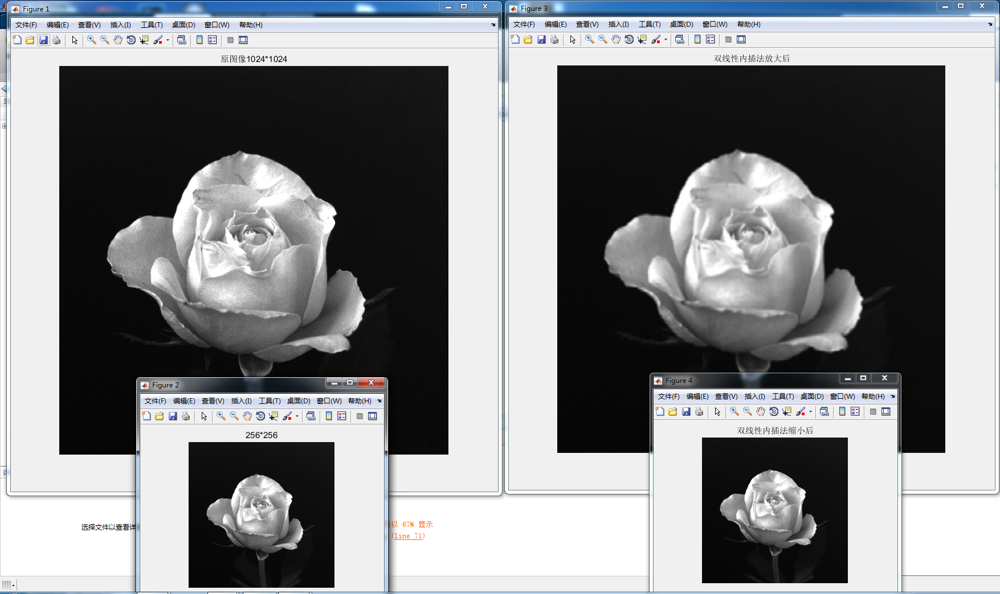 Figure 1
文件(F) 编辑(E) 查看(V) 插入(I) 工具(T) 桌面(D) 窗口(W) 帮助(H)
原图像1024*1024
Figure 3
文件(F) 编辑(E) 查看(V) 插入(I) 工具(T) 桌面(D) 窗口(W) 帮助(H)
双线性内插法放大后
Figure 2
文件(F) 编辑(E) 查看(V) 插入(I) 工具(T) 桌面(D) 窗口(W) 帮助(H)
256*256
Figure 4
文件(F) 编辑(E) 查看(V) 插入(I) 工具(T) 桌面(D) 窗口(W) 帮助(H)
双线性内插法缩小后
选择文件以查看详
以 67% 显示
(line 71)